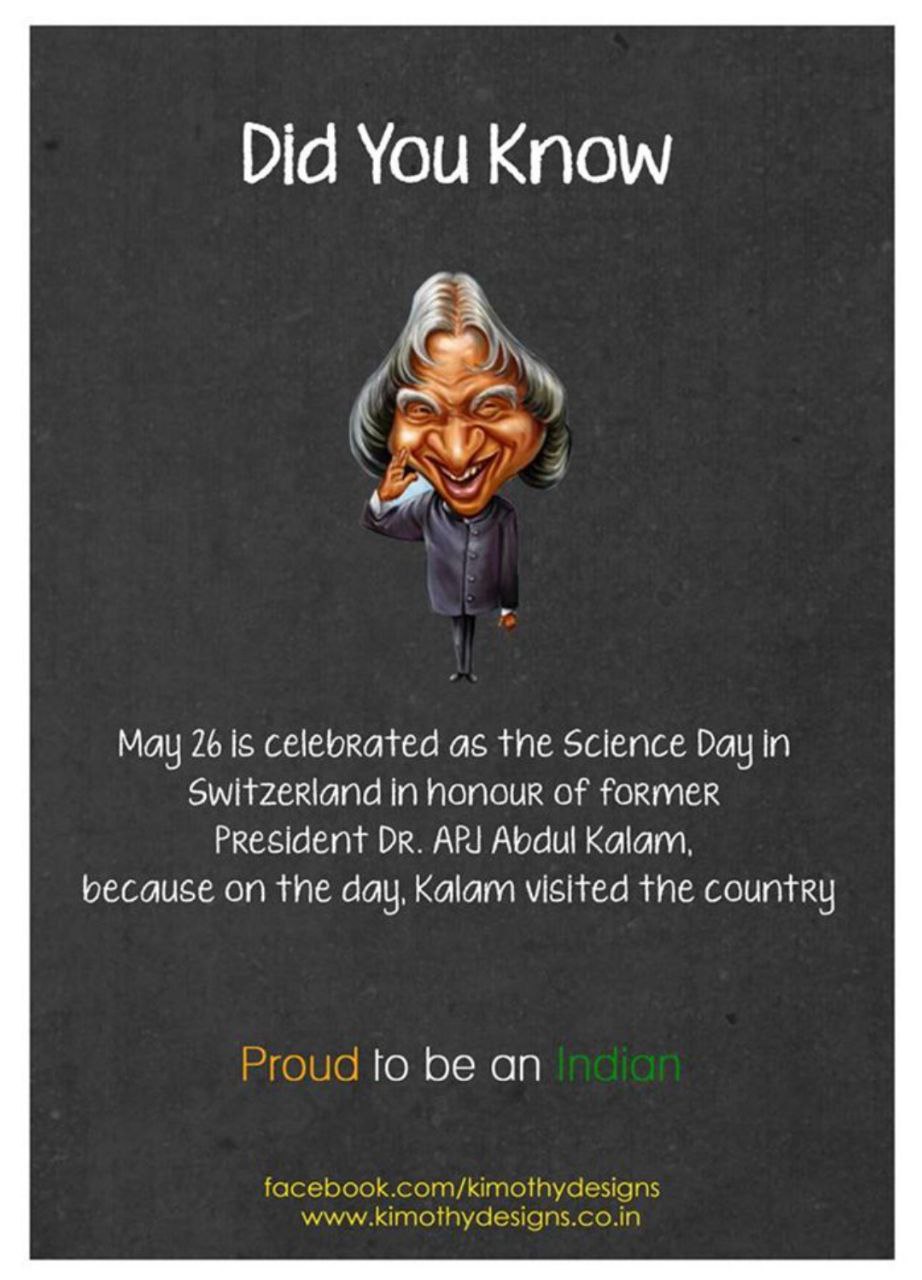 Did You Know
May 26 is celebrated as the Science Day in
Switzerland in honour of former
President Dr. APJ Abdul Kalam,
because on the day, Kalam visited the country
Proud to be an Indian
facebook.com/kimothydesigns
www.kimothydesigns.co.in